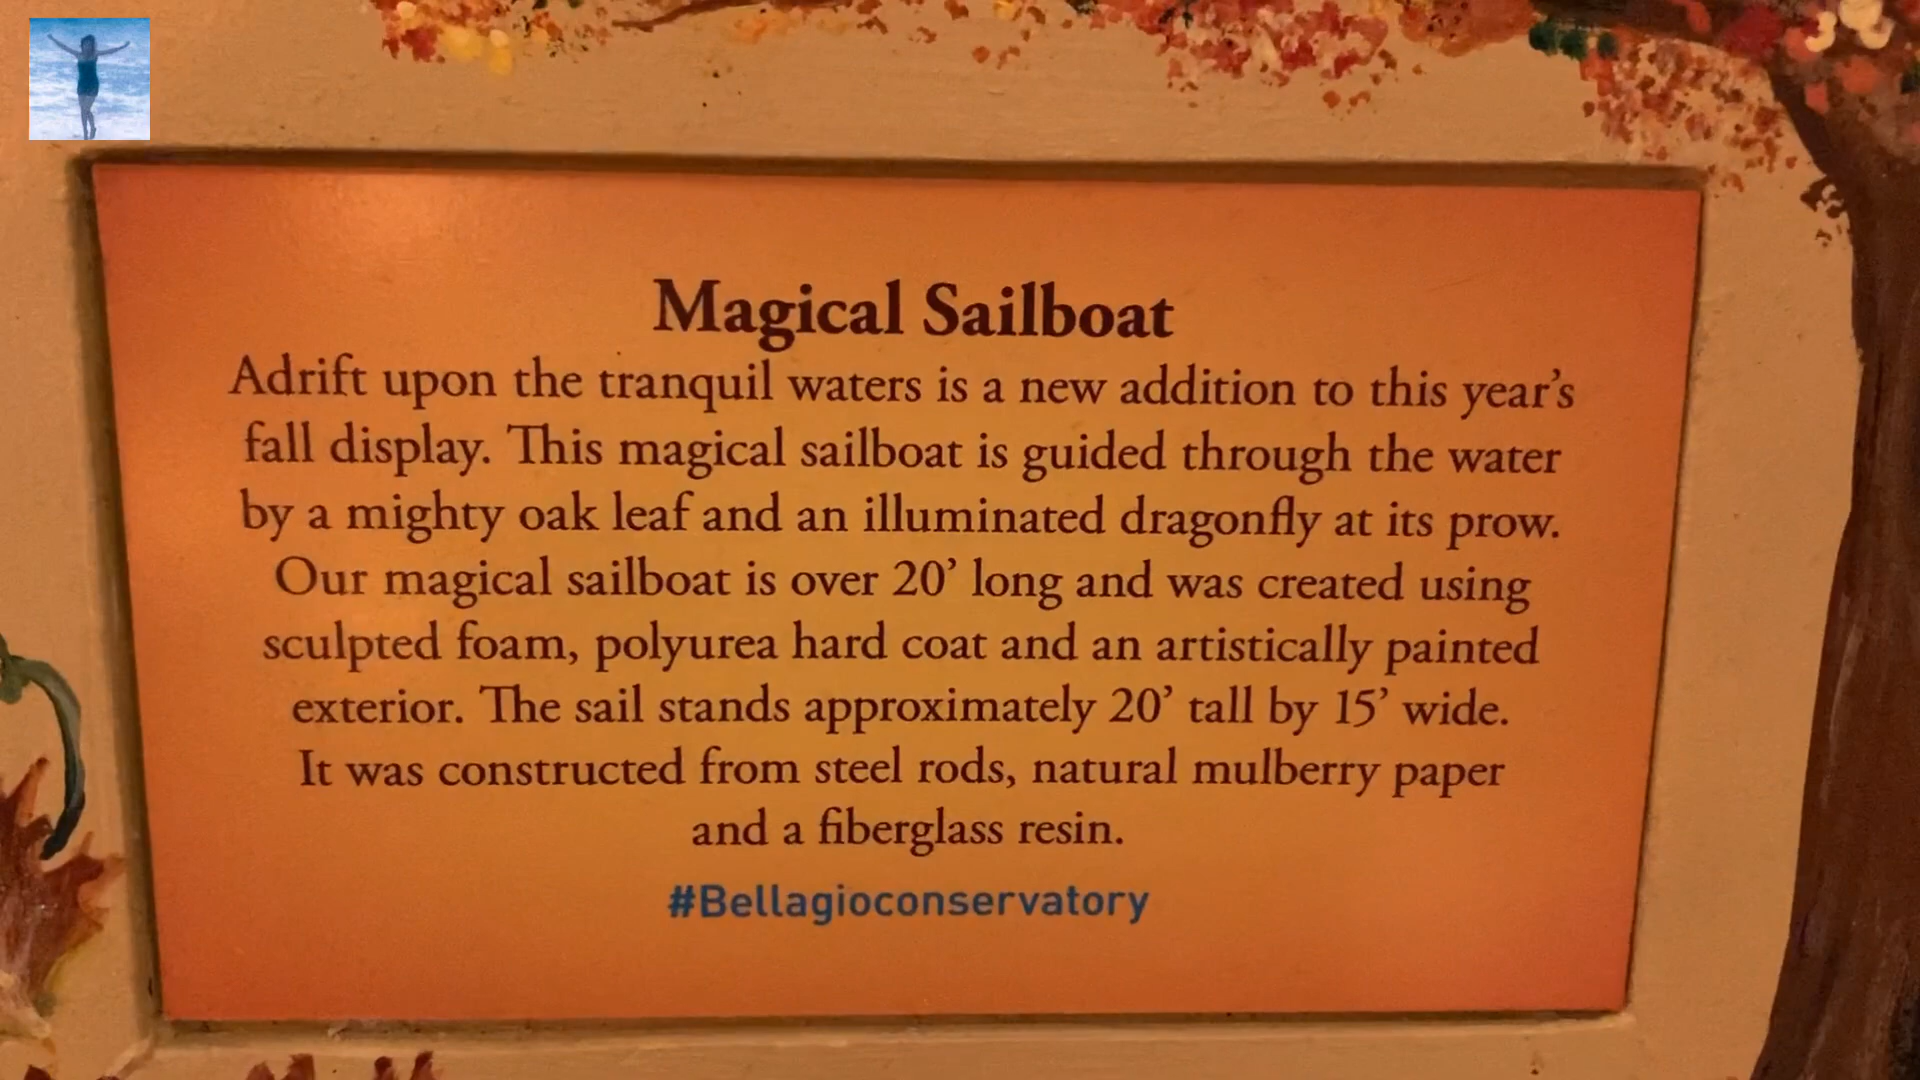 Magical Sailboat
Adrift upon the tranquil waters is a new addition to this year’s
fall display. This magical sailboat is guided through the water
by a mighty oak leaf and an illuminated dragonfly at its prow.
Our magical sailboat is over 20’ long and was created using
sculpted foam, polyurea hard coat and an artistically painted
exterior. The sail stands approximately 20’ tall by 15’ wide.
It was constructed from steel rods, natural mulberry paper
and a fiberglass resin.
#Bellagioconservatory